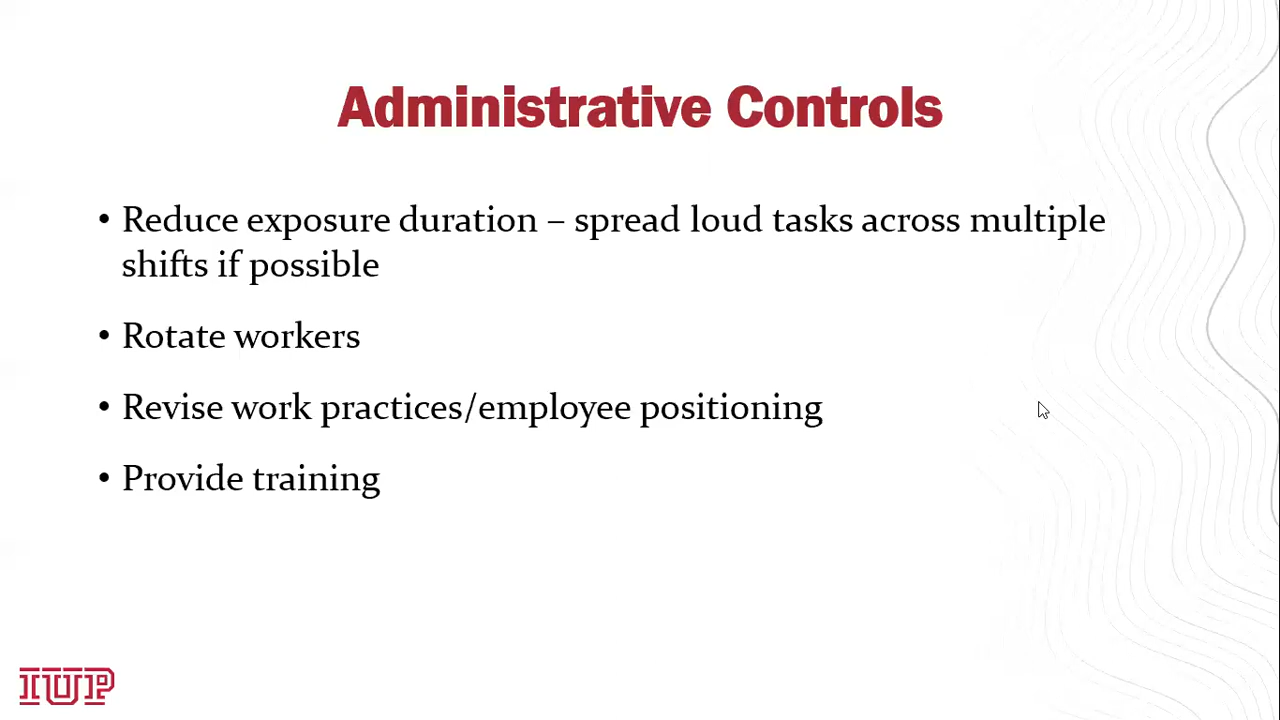 Administrative Controls
• Reduce exposure duration – spread loud tasks across multiple
shifts if possible
• Rotate workers
• Revise work practices/employee positioning
• Provide training
IUP